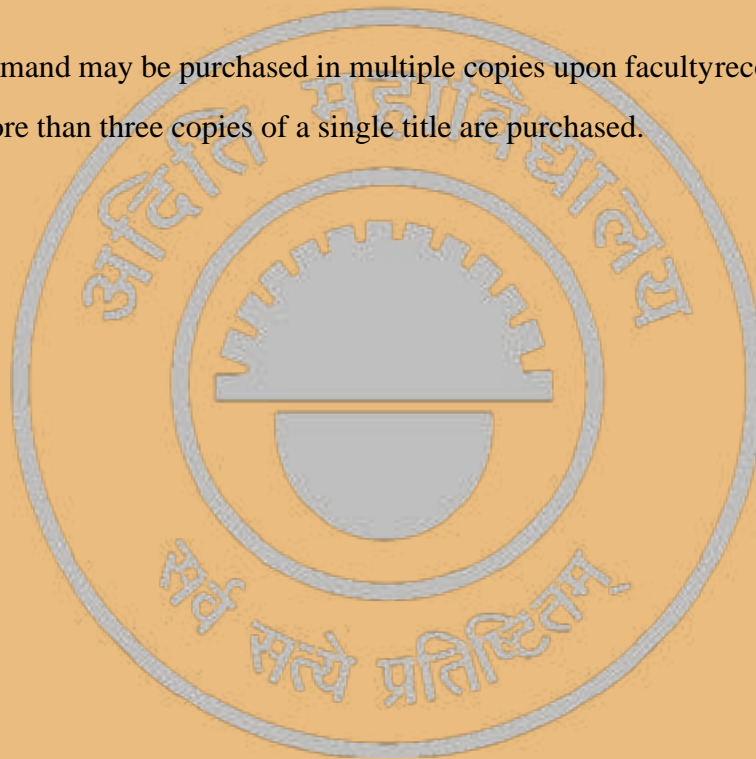 mand may be purchased in multiple copies upon facultyreco
ore than three copies of a single title are purchased.
अदिति महाविद्यालय
सर्वं सत्ये प्रतिष्टितम्